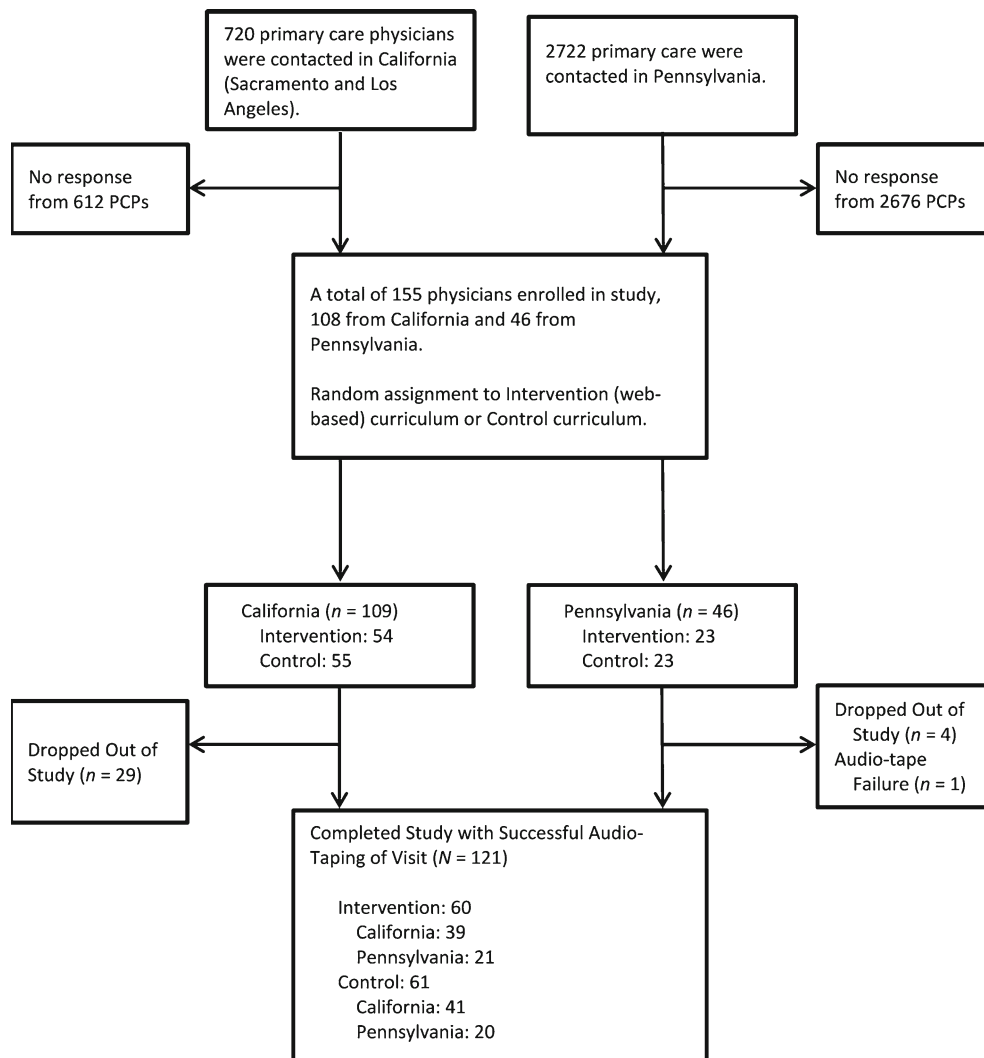 720 primary care physicians
were contacted in California
(Sacramento and Los
Angeles).
2722 primary care were
contacted in Pennsylvania.
No response
from 612 PCPs
No response
from 2676 PCPs
A total of 155 physicians enrolled in study,
108 from California and 46 from
Pennsylvania.
Random assignment to Intervention (web-
based) curriculum or Control curriculum.
California (n = 109)
Intervention: 54
Control: 55
Pennsylvania (n = 46)
Intervention: 23
Control: 23
Dropped Out of
Study (n = 29)
Dropped Out of
Study (n = 4)
Audio-tape
Failure (n = 1)
Completed Study with Successful Audio-
Taping of Visit (N = 121)
Intervention: 60
California: 39
Pennsylvania: 21
Control: 61
California: 41
Pennsylvania: 20